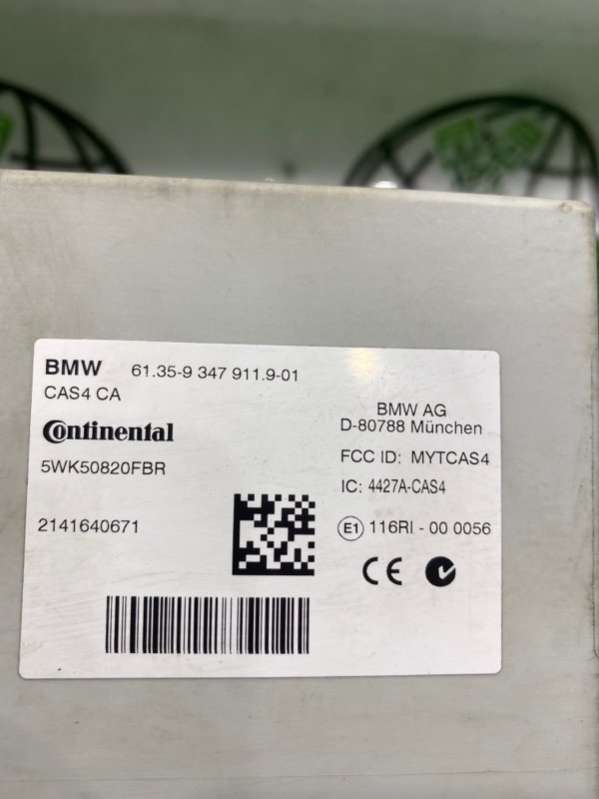 BMW 61.35-9 347 911.9-01
CAS4 CA
Continental
5WK50820FBR
2141640671
BMW AG
D-80788 München
FCC ID: MYTCAS4
IC: 4427A-CAS4
E1 116RI - 00 0056
CE